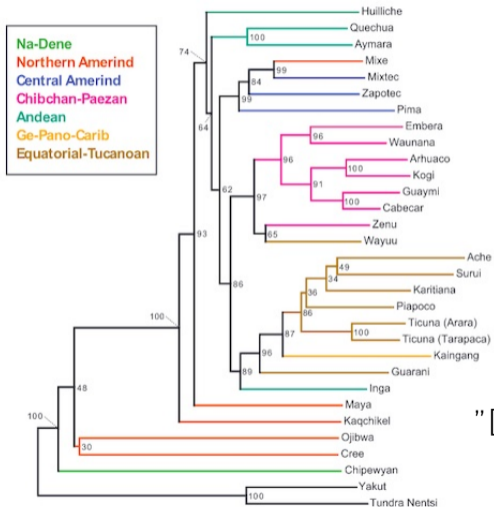 Na-Dene
Northern Amerind
Central Amerind
Chibchan-Paezan
Andean
Ge-Pano-Carib
Equatorial-Tucanoan
Huilliche
Quechua
100
Aymara
74
Mixe
99
Mixtec
84
Zapotec
99
Pima
64
Embera
96
Waunana
96
Arhuaco
100
Kogi
91
Guaymi
100
Cabecar
62
97
Zenu
65
Wayuu
93
Ache
49
Surui
34
Karitiana
36
Piapoco
86
86
Ticuna (Arara)
100
Ticuna (Tarapaca)
87
Kaingang
96
Guarani
89
Inga
100
Maya
Kaqchikel
48
Ojibwa
30
Cree
100
Chipewyan
Yakut
100
Tundra Nentsi
"[